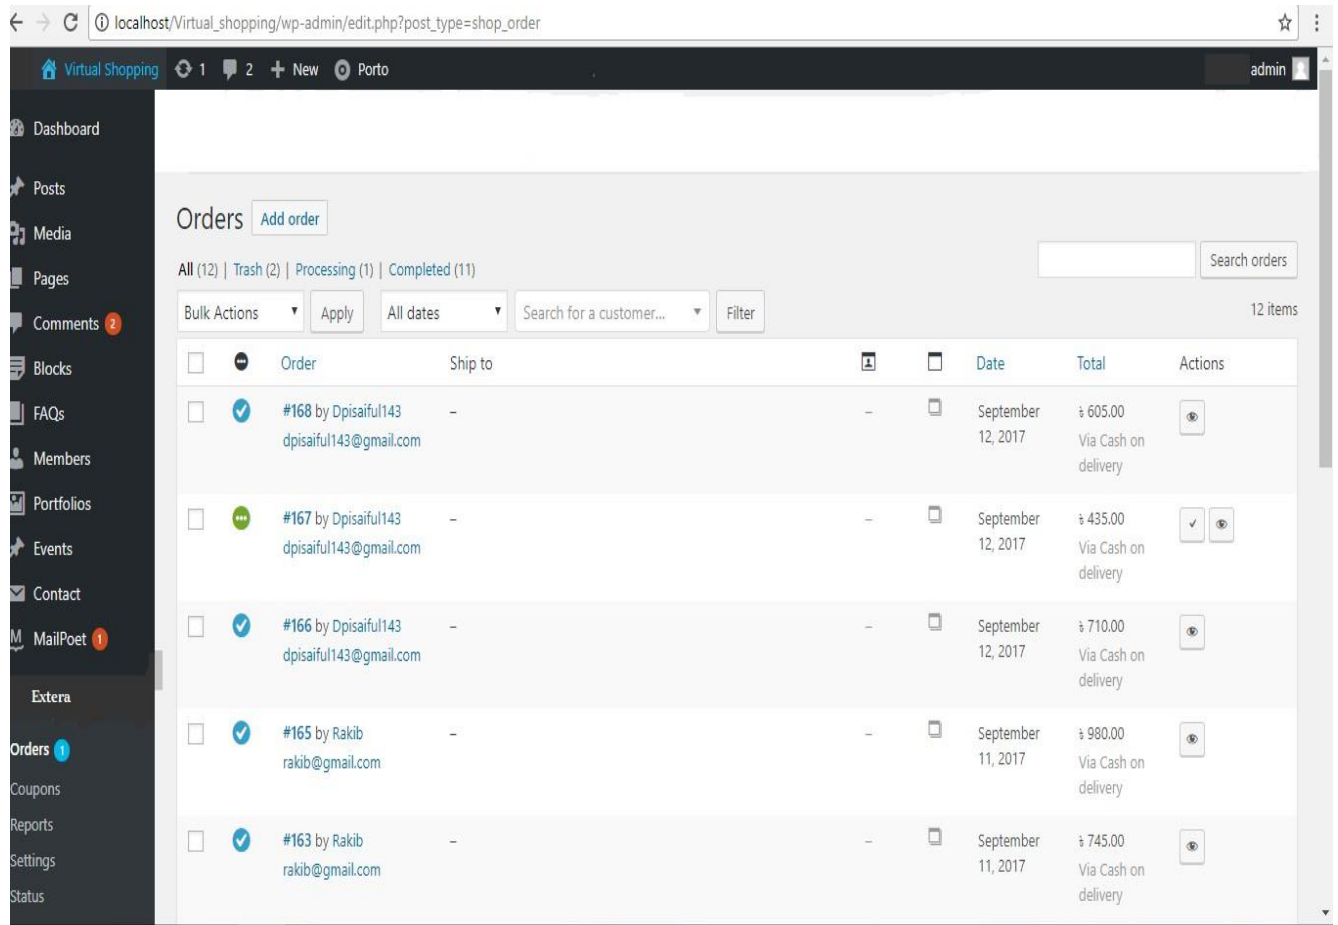 localhost/Virtual_shopping/wp-admin/edit.php?post_type=shop_order
Virtual Shopping 1 2 + New Porto admin
Dashboard
Posts
Media
Pages
Comments 2
Blocks
FAQs
Members
Portfolios
Events
Contact
MailPoet 1
Extera
Orders 1
Coupons
Reports
Settings
Status
Orders Add order
Search orders
All (12) | Trash (2) | Processing (1) | Completed (11)
Bulk Actions Apply All dates Search for a customer... Filter 12 items
Order Ship to Date Total Actions
#168 by Dpisaiful143 – – September ৳ 605.00
dpisaiful143@gmail.com 12, 2017 Via Cash on
delivery
#167 by Dpisaiful143 – – September ৳ 435.00
dpisaiful143@gmail.com 12, 2017 Via Cash on
delivery
#166 by Dpisaiful143 – – September ৳ 710.00
dpisaiful143@gmail.com 12, 2017 Via Cash on
delivery
#165 by Rakib – – September ৳ 980.00
rakib@gmail.com 11, 2017 Via Cash on
delivery
#163 by Rakib – – September ৳ 745.00
rakib@gmail.com 11, 2017 Via Cash on
delivery